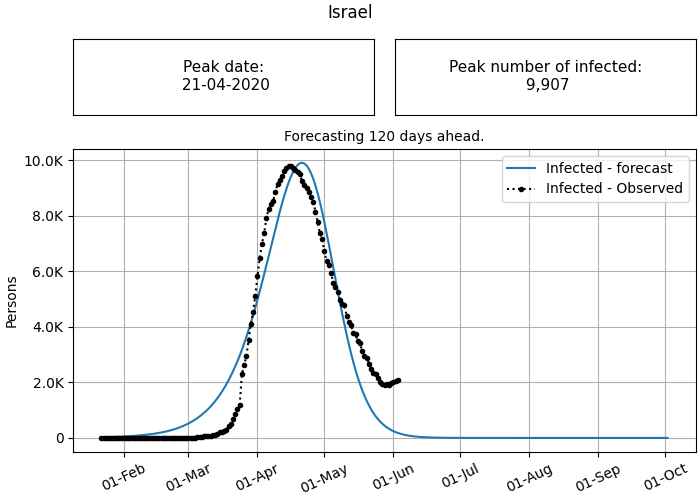 Israel
Peak date:
21-04-2020
Peak number of infected:
9,907
Forecasting 120 days ahead.
Infected - forecast
Infected - Observed
Persons
10.0K
8.0K
6.0K
4.0K
2.0K
0
01-Feb
01-Mar
01-Apr
01-May
01-Jun
01-Jul
01-Aug
01-Sep
01-Oct